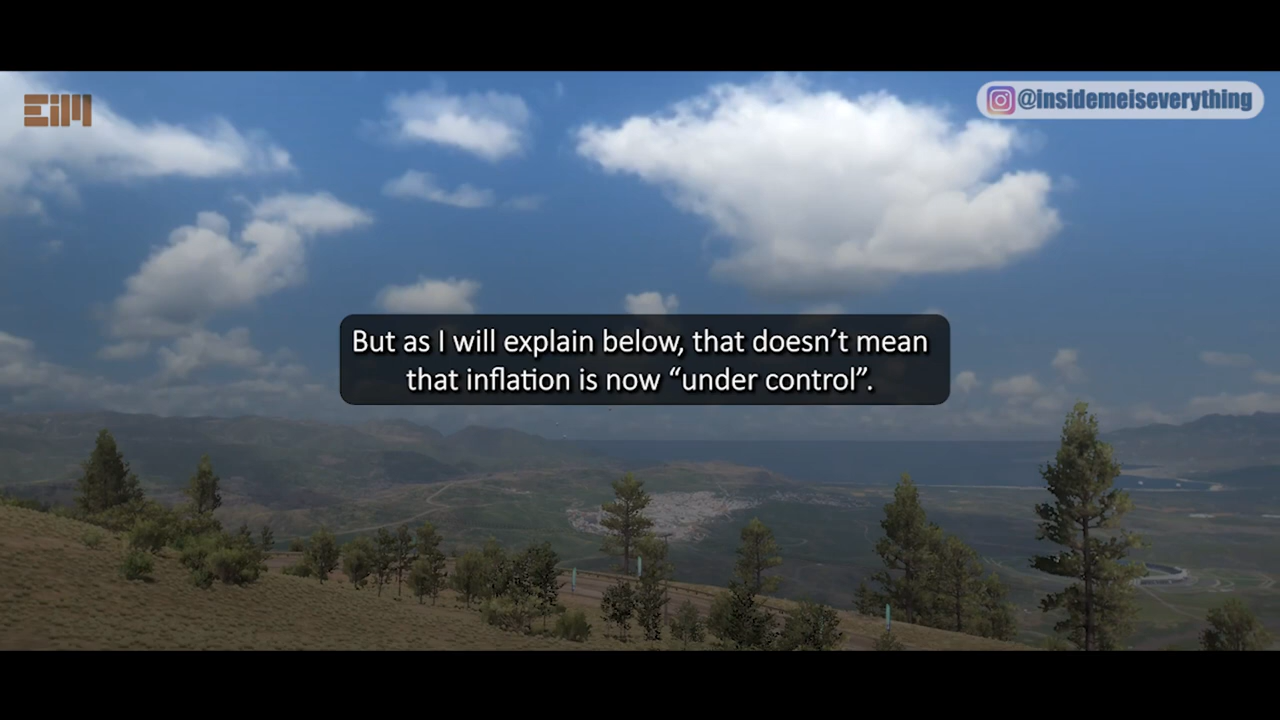 EIM
@insidemeiseverything
But as I will explain below, that doesn’t mean
that inflation is now “under control”.